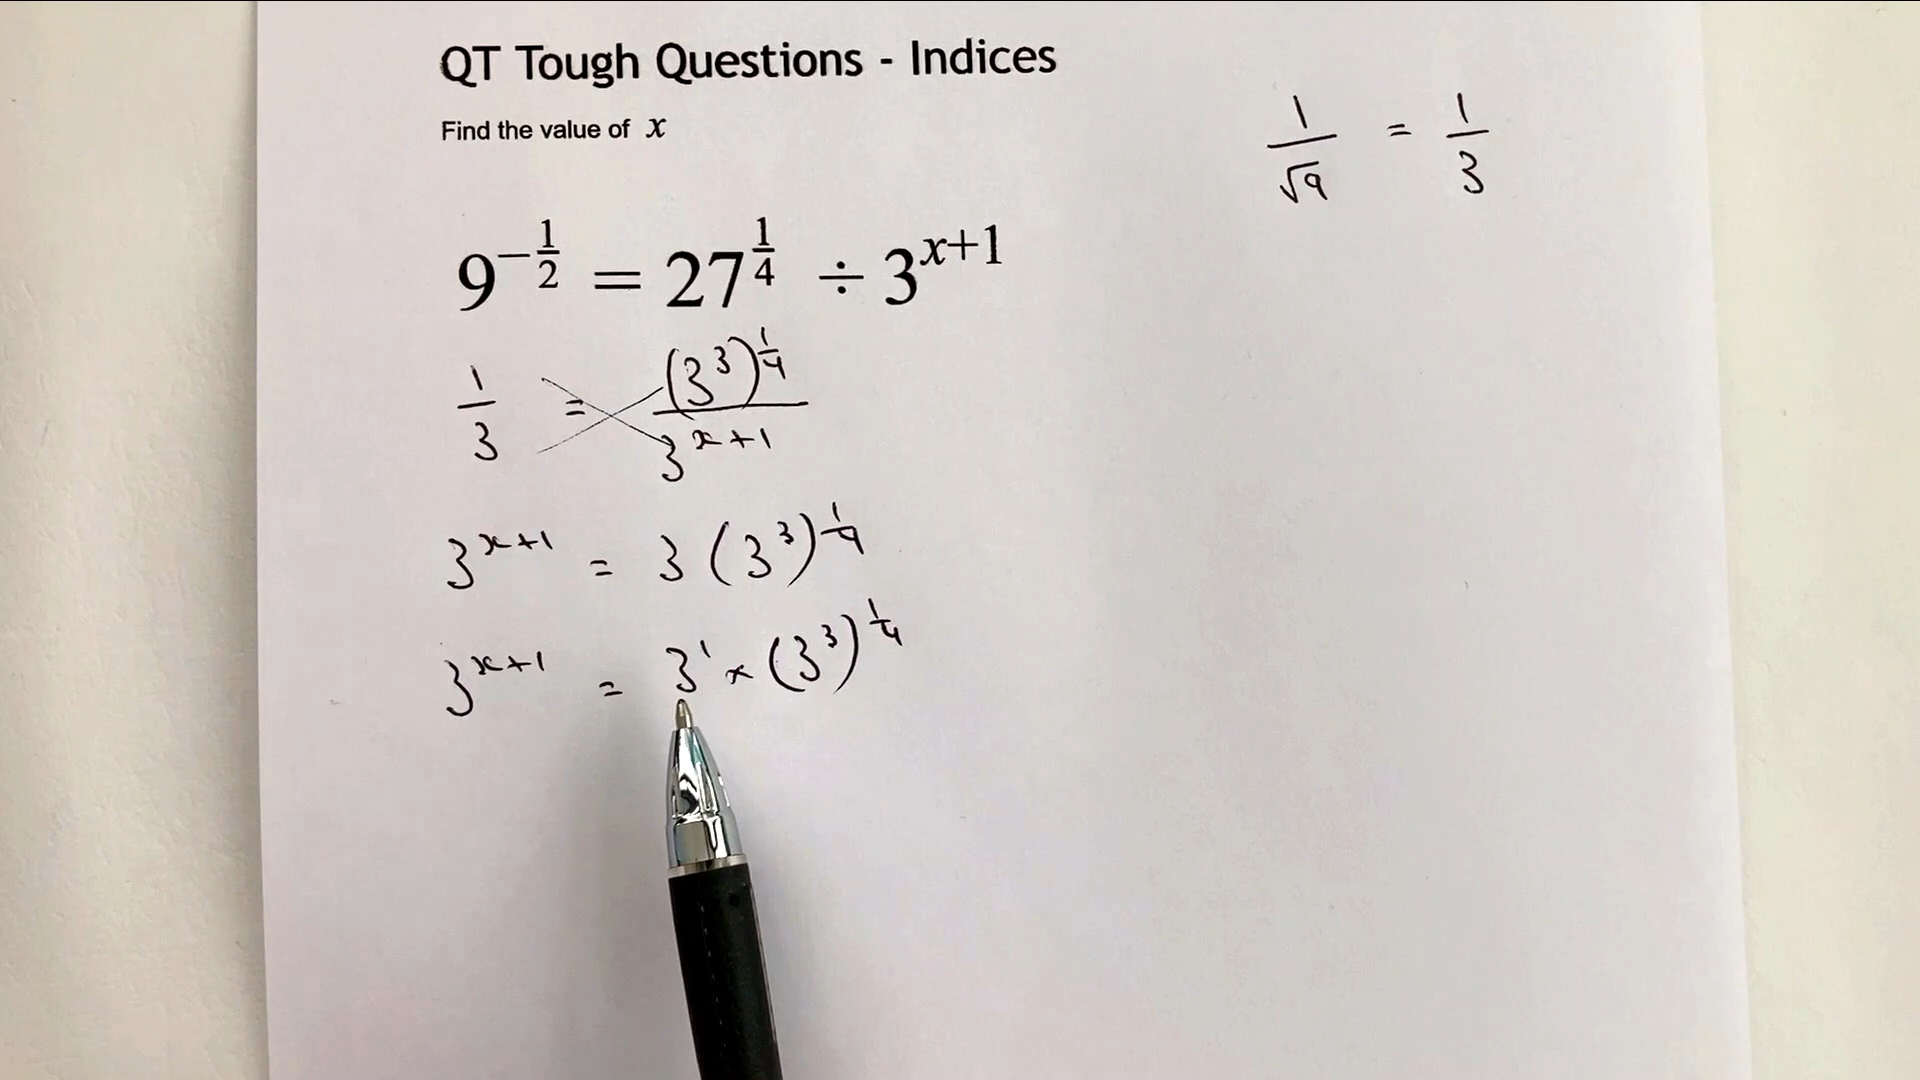 QT Tough Questions - Indices
Find the value of x
1/√9 = 1/3
9^(-1/2) = 27^(1/4) ÷ 3^(x+1)
1/3 = (3^3)^(1/4) / 3^(x+1)
3^(x+1) = 3 (3^3)^(1/4)
3^(x+1) = 3^1 × (3^3)^(1/4)